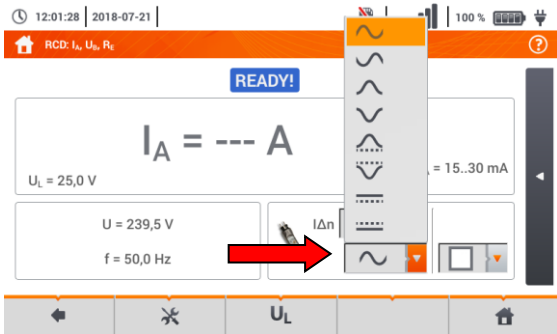 12:01:28 2018-07-21 100 %
RCD: IA, UB, RE
READY!
IA = --- A
UL = 25,0 V
= 15..30 mA
U = 239,5 V
f = 50,0 Hz
IΔn
UL